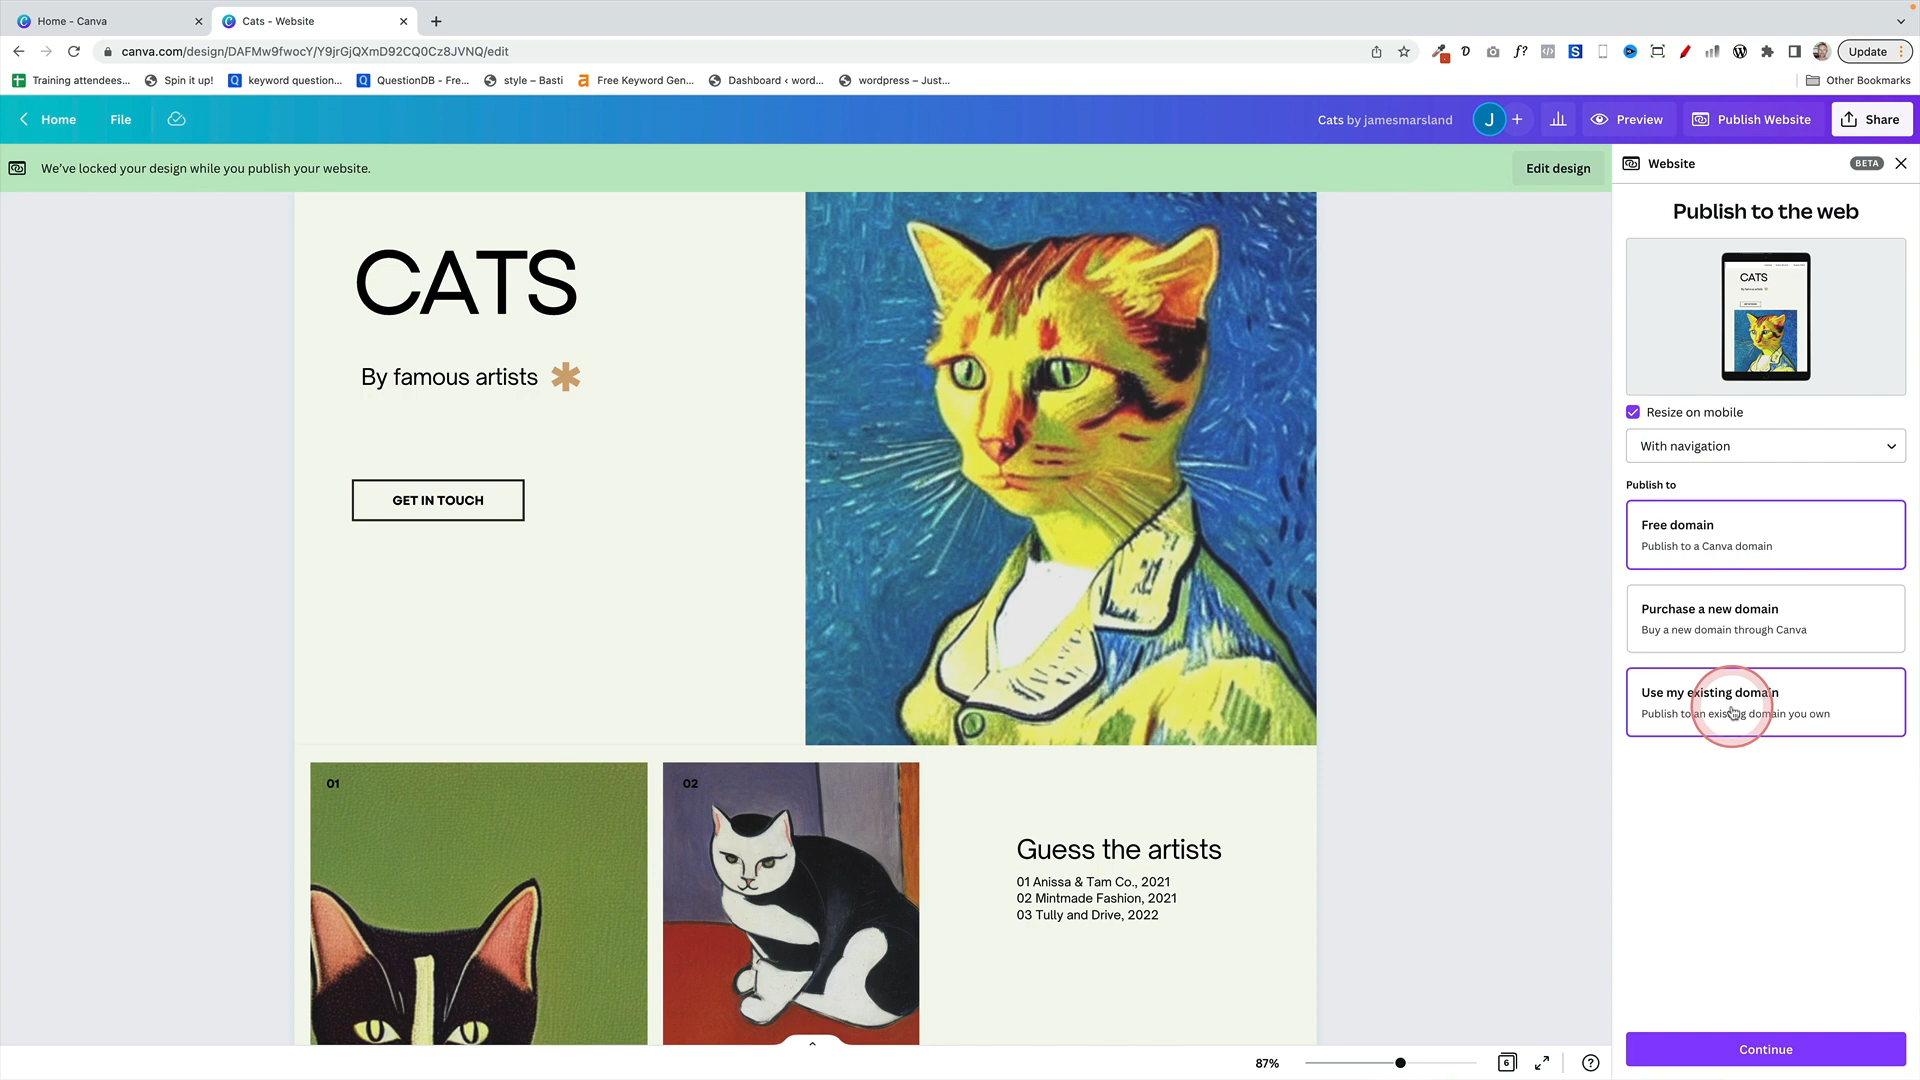 Home - Canva
Cats - Website
canva.com/design/DAFMw9fwocY/Y9jrGjQXmD92CQ0Cz8JVNQ/edit
Update
Training attendees...
Spin it up!
keyword question...
QuestionDB - Fre...
style – Basti
Free Keyword Gen...
Dashboard ‹ word...
wordpress – Just...
Other Bookmarks
Home
File
Cats by jamesmarsland
J
Preview
Publish Website
Share
We've locked your design while you publish your website.
Edit design
CATS
By famous artists
GET IN TOUCH
01
02
Guess the artists
01 Anissa & Tam Co., 2021
02 Mintmade Fashion, 2021
03 Tully and Drive, 2022
Website
BETA
Publish to the web
CATS
Resize on mobile
With navigation
Publish to
Free domain
Publish to a Canva domain
Purchase a new domain
Buy a new domain through Canva
Use my existing domain
Publish to an existing domain you own
Continue
87%
6